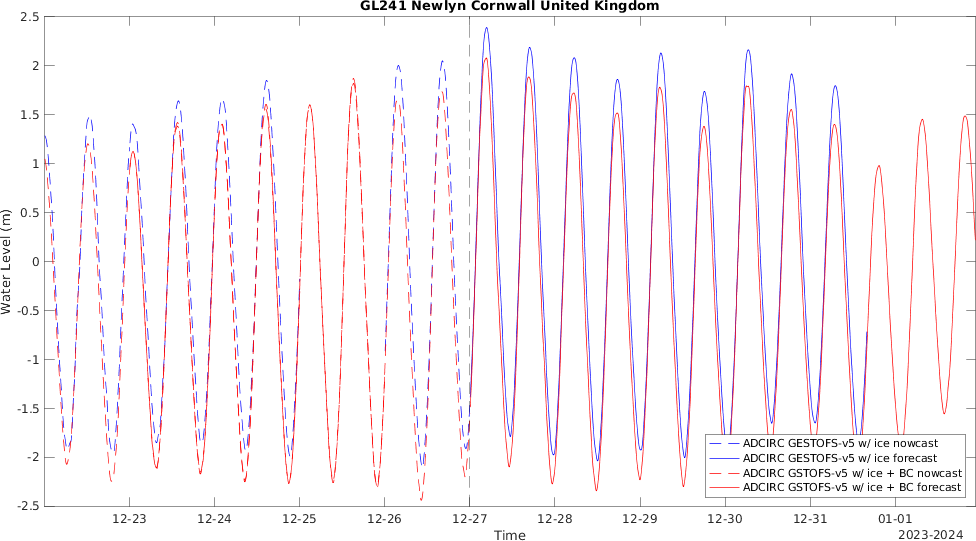 GL241 Newlyn Cornwall United Kingdom
Water Level (m)
2.5
2
1.5
1
0.5
0
-0.5
-1
-1.5
-2
-2.5
ADCIRC GESTOFS-v5 w/ ice nowcast
ADCIRC GESTOFS-v5 w/ ice forecast
ADCIRC GSTOFS-v5 w/ ice + BC nowcast
ADCIRC GSTOFS-v5 w/ ice + BC forecast
12-23 12-24 12-25 12-26 12-27 12-28 12-29 12-30 12-31 01-01
Time
2023-2024